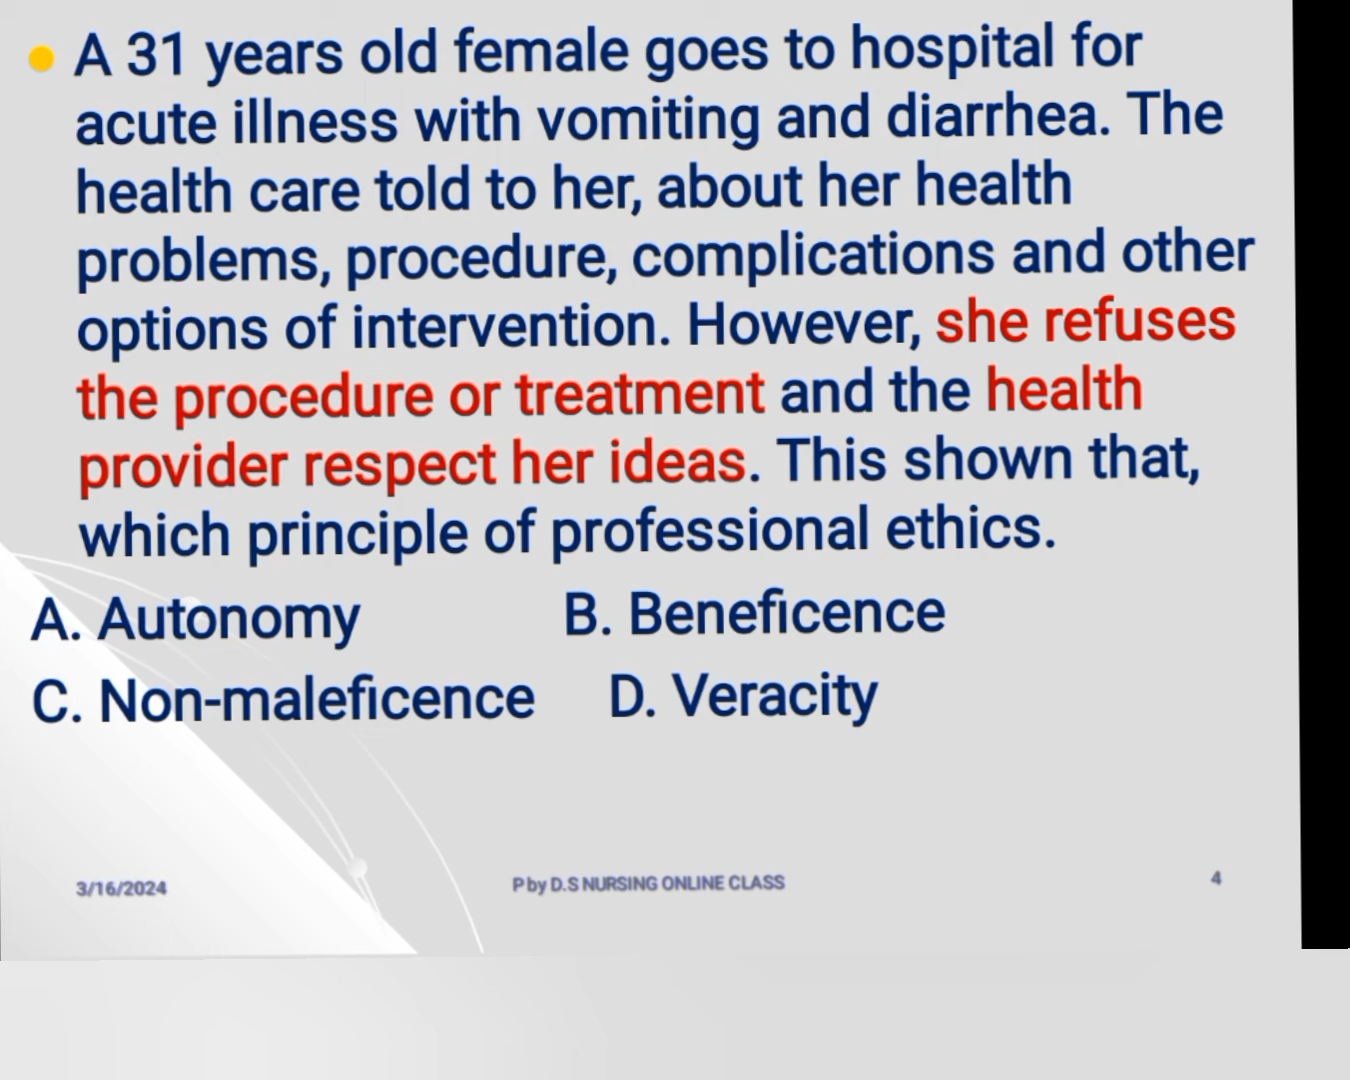 A 31 years old female goes to hospital for
acute illness with vomiting and diarrhea. The
health care told to her, about her health
problems, procedure, complications and other
options of intervention. However, she refuses
the procedure or treatment and the health
provider respect her ideas. This shown that,
which principle of professional ethics.
A. Autonomy B. Beneficence
C. Non-maleficence D. Veracity
3/16/2024 P by D.S NURSING ONLINE CLASS 4